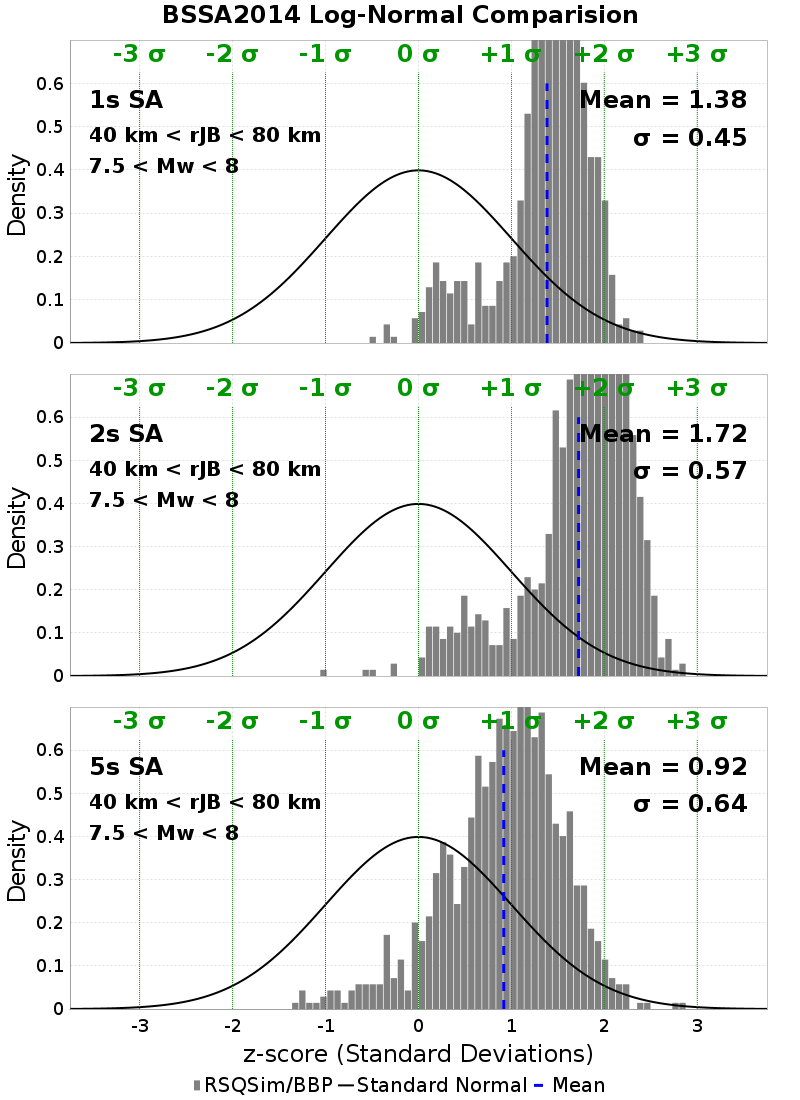 BSSA2014 Log-Normal Comparision
-3 σ -2 σ -1 σ 0 σ +1 σ +2 σ +3 σ
0.6
1s SA
Mean = 1.38
0.5
40 km < rJB < 80 km
σ = 0.45
0.4
7.5 < Mw < 8
Density
0.3
0.2
0.1
0
-3 σ -2 σ -1 σ 0 σ +1 σ +2 σ +3 σ
0.6
2s SA
Mean = 1.72
0.5
40 km < rJB < 80 km
σ = 0.57
0.4
7.5 < Mw < 8
Density
0.3
0.2
0.1
0
-3 σ -2 σ -1 σ 0 σ +1 σ +2 σ +3 σ
0.6
5s SA
Mean = 0.92
0.5
40 km < rJB < 80 km
σ = 0.64
0.4
7.5 < Mw < 8
Density
0.3
0.2
0.1
0
-3 -2 -1 0 1 2 3
z-score (Standard Deviations)
RSQSim/BBP Standard Normal Mean